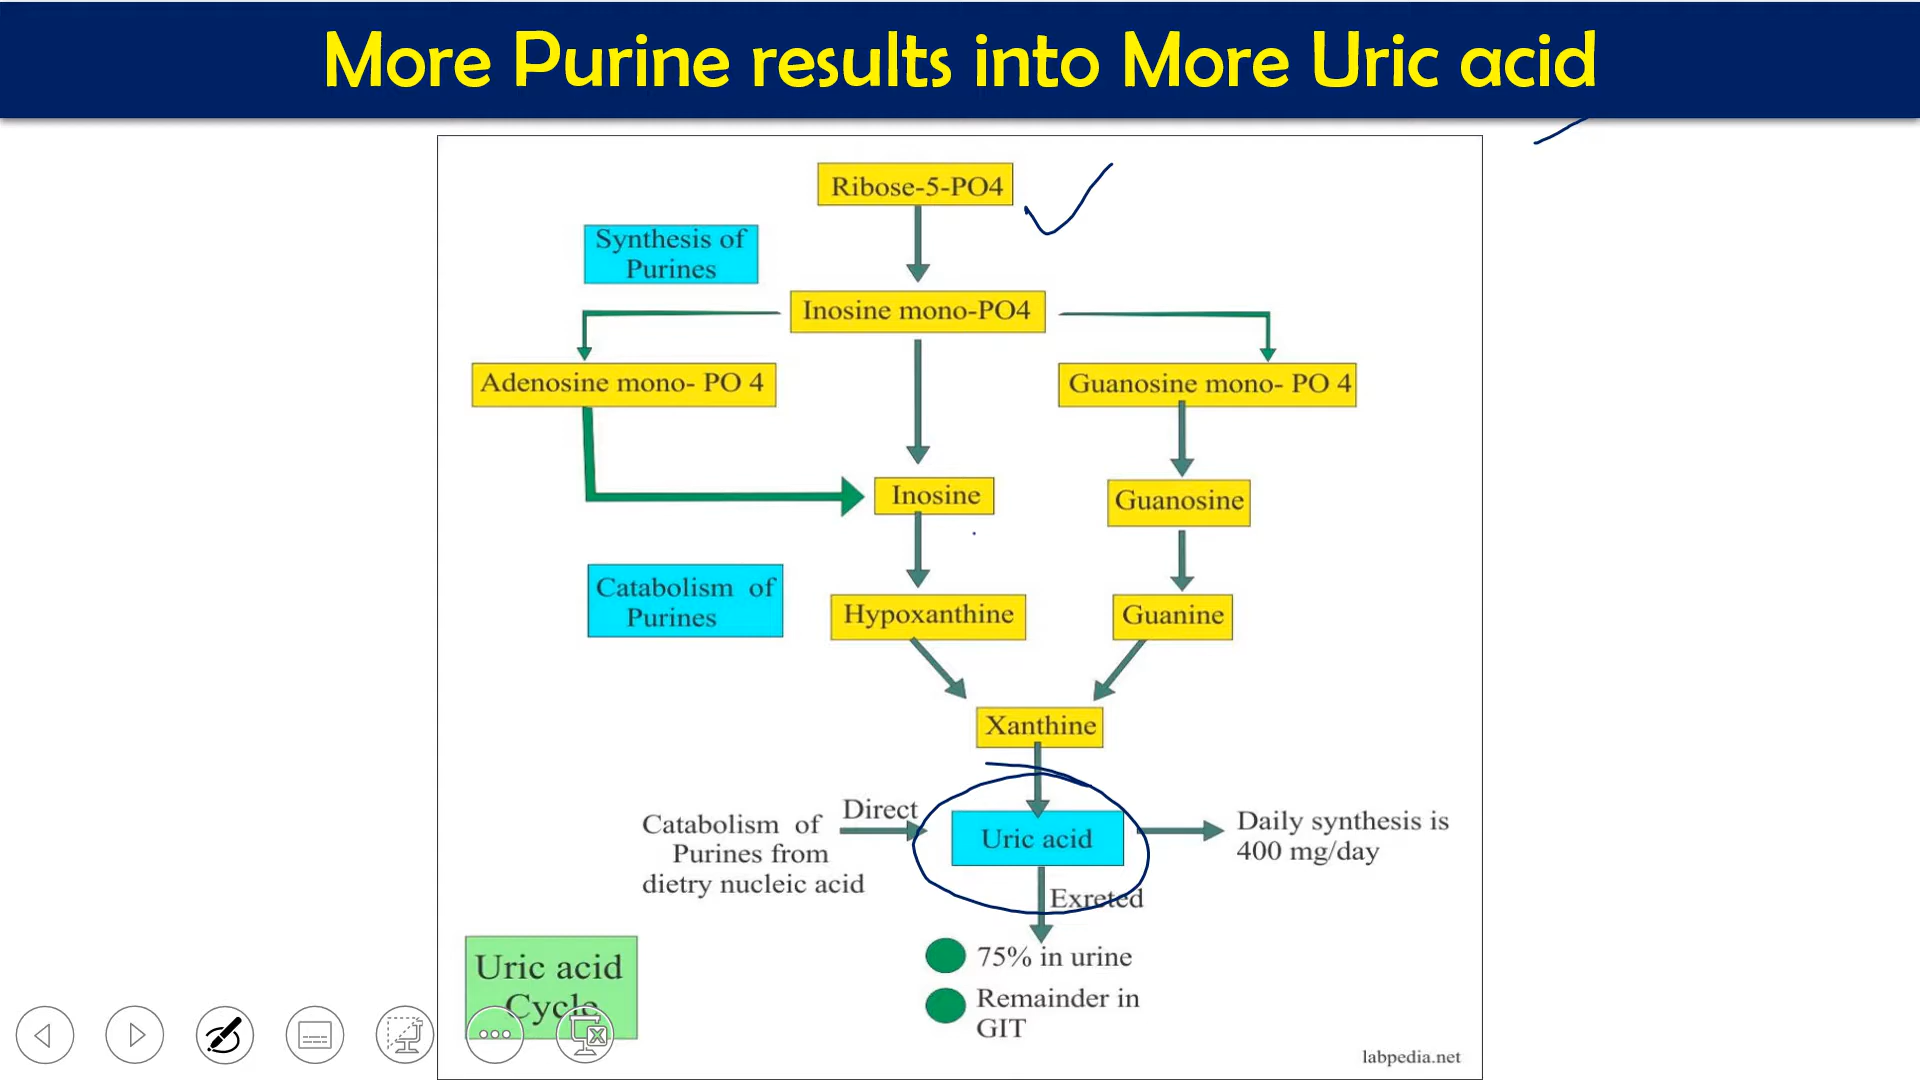 More Purine results into More Uric acid
Ribose-5-PO4
Synthesis of
Purines
Inosine mono-PO4
Adenosine mono- PO 4
Guanosine mono- PO 4
Inosine
Guanosine
Catabolism of
Purines
Hypoxanthine
Guanine
Xanthine
Direct
Catabolism of
Purines from
dietry nucleic acid
Uric acid
Daily synthesis is
400 mg/day
Exreted
75% in urine
Remainder in
GIT
Uric acid
Cycle
labpedia.net